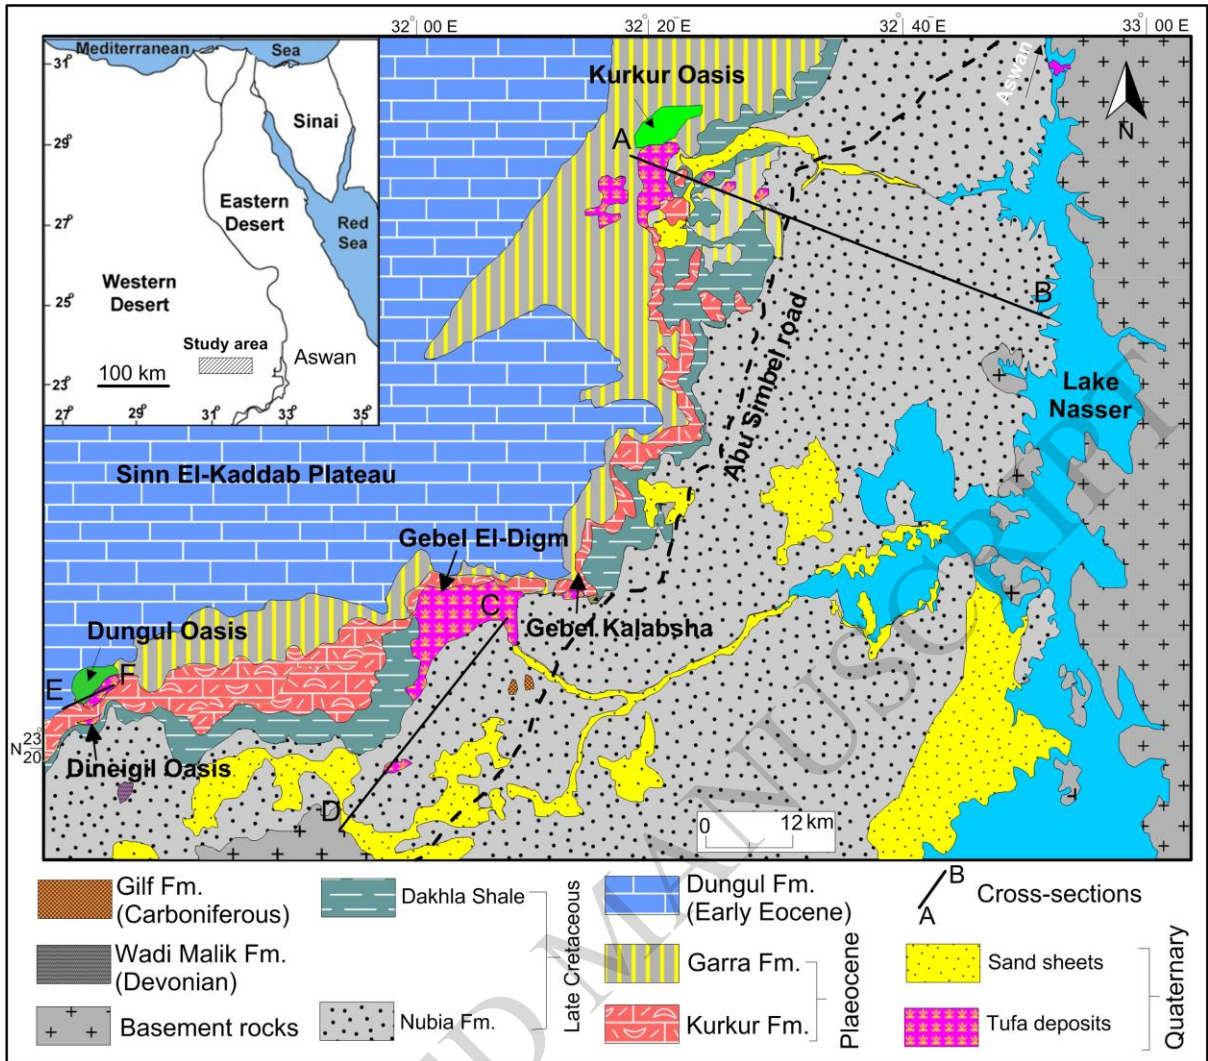 32° 00
32° 20
32° 40
33° 00 E
Mediterranean
Sea
31°
29°
27°
25°
23°
Sinai
Eastern
Desert
Red
Sea
Western
Desert
Study area
Aswan
100 km
27°
29°
31°
33°
35°
Kurkur Oasis
A
Aswan
N
B
Abu Simbel road
Lake
Nasser
Sinn El-Kaddab Plateau
Gebel El-Digm
C
Gebel Kalabsha
Dungul Oasis
E
F
N 23°
20
Dineigil Oasis
D
0 12 km
Gilf Fm.
(Carboniferous)
Wadi Malik Fm.
(Devonian)
Basement rocks
Dakhla Shale
Nubia Fm.
Late Cretaceous
Dungul Fm.
(Early Eocene)
Garra Fm.
Kurkur Fm.
Plaeocene
B
A
Cross-sections
Sand sheets
Tufa deposits
Quaternary
ED MANUSCRIPT